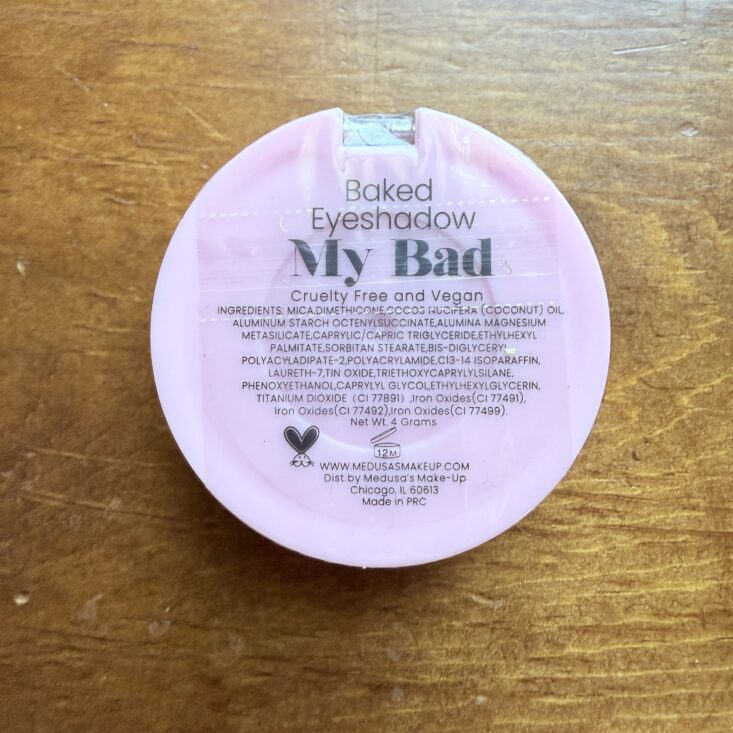 Baked
Eyeshadow
My Bad
Cruelty Free and Vegan
INGREDIENTS: MICA,DIMETHICONE,COCOS NUCIFERA (COCONUT) OIL,
ALUMINUM STARCH OCTENYLSUCCINATE,ALUMINA MAGNESIUM
METASILICATE,CAPRYLIC/CAPRIC TRIGLYCERIDE,ETHYLHEXYL
PALMITATE,SORBITAN STEARATE,BIS-DIGLYCERYL
POLYACYLADIPATE-2,POLYACRYLAMIDE,C13-14 ISOPARAFFIN,
LAURETH-7,TIN OXIDE,TRIETHOXYCAPRYLYLSILANE,
PHENOXYETHANOL,CAPRYLYL GLYCOL,ETHYLHEXYLGLYCERIN,
TITANIUM DIOXIDE (CI 77891) ,Iron Oxides(CI 77491),
Iron Oxides(CI 77492),Iron Oxides(CI 77499).
Net Wt. 4 Grams
12M
WWW.MEDUSASMAKEUP.COM
Dist.by Medusa's Make-Up
Chicago, IL 60613
Made in PRC